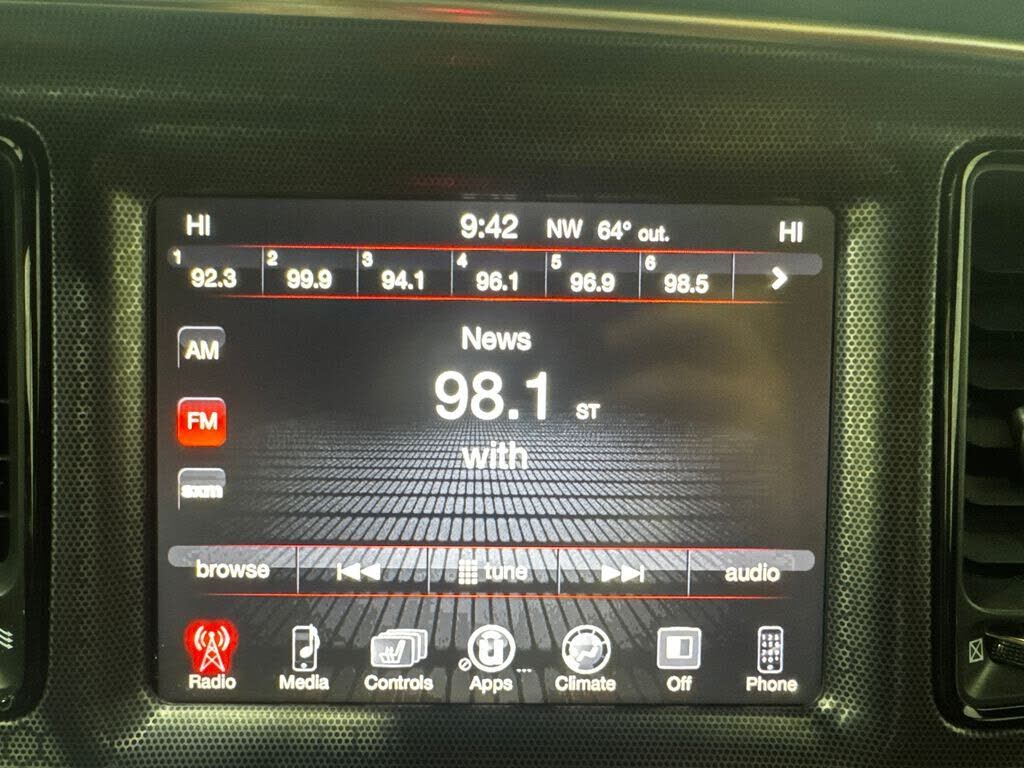 HI 9:42 NW 64° out. HI
1 92.3 2 99.9 3 94.1 4 96.1 5 96.9 6 98.5
News
AM
98.1 ST
FM
with
sxm
browse tune audio
Radio Media Controls Apps Climate Off Phone